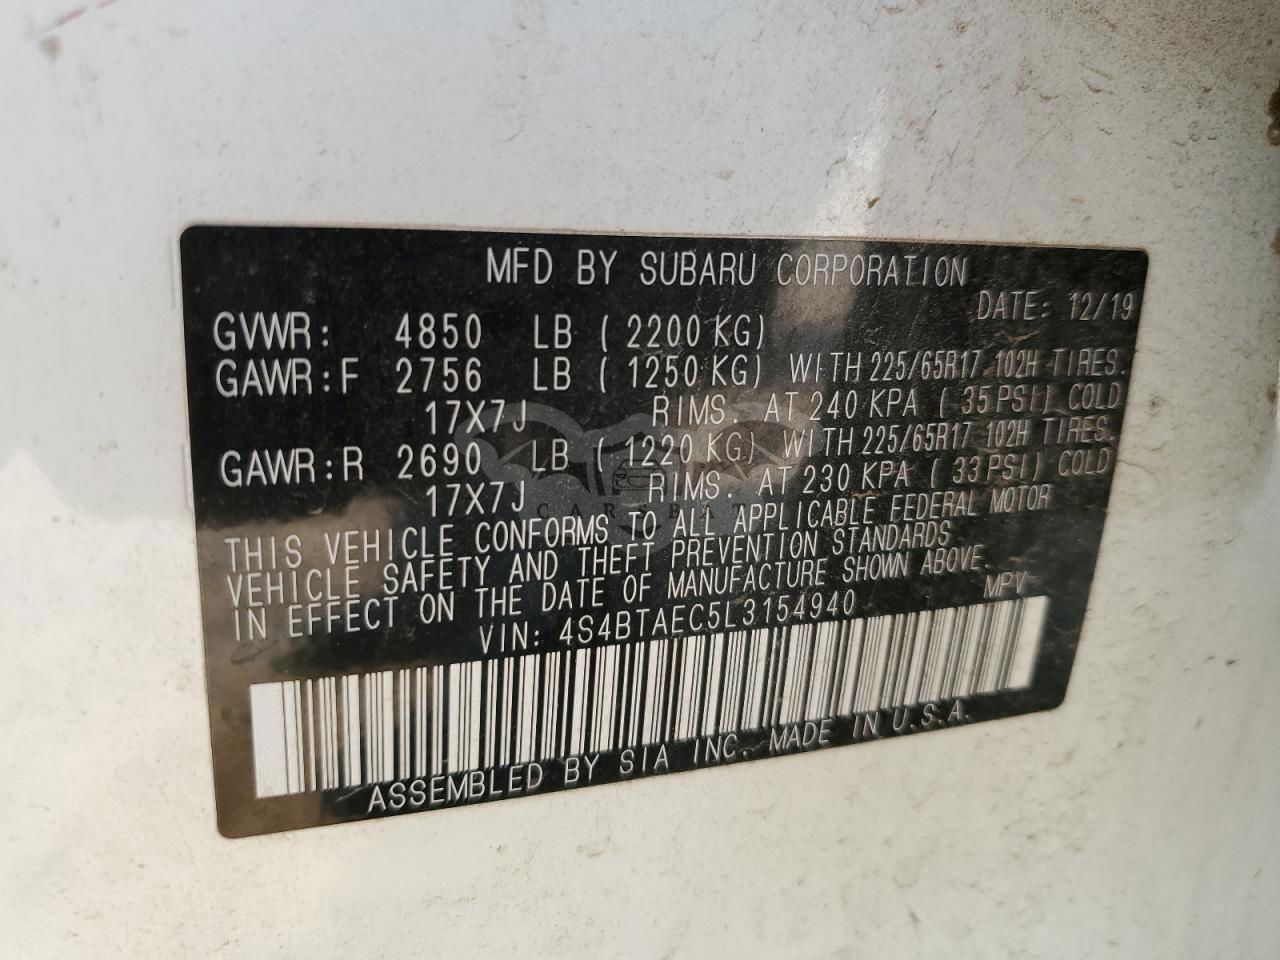 MFD BY SUBARU CORPORATION
DATE: 12/19
GVWR: 4850 LB (2200 KG)
GAWR:F 2756 LB (1250 KG) WITH 225/65R17 102H TIRES.
17X7J RIMS. AT 240 KPA (35 PSI) COLD
GAWR:R 2690 LB (1220 KG) WITH 225/65R17 102H TIRES.
17X7J RIMS. AT 230 KPA (33 PSI) COLD
THIS VEHICLE CONFORMS TO ALL APPLICABLE FEDERAL MOTOR
VEHICLE SAFETY AND THEFT PREVENTION STANDARDS
IN EFFECT ON THE DATE OF MANUFACTURE SHOWN ABOVE.
VIN: 4S4BTAEC5L3154940 MPV
ASSEMBLED BY SIA INC. MADE IN U.S.A.
CARSBAT